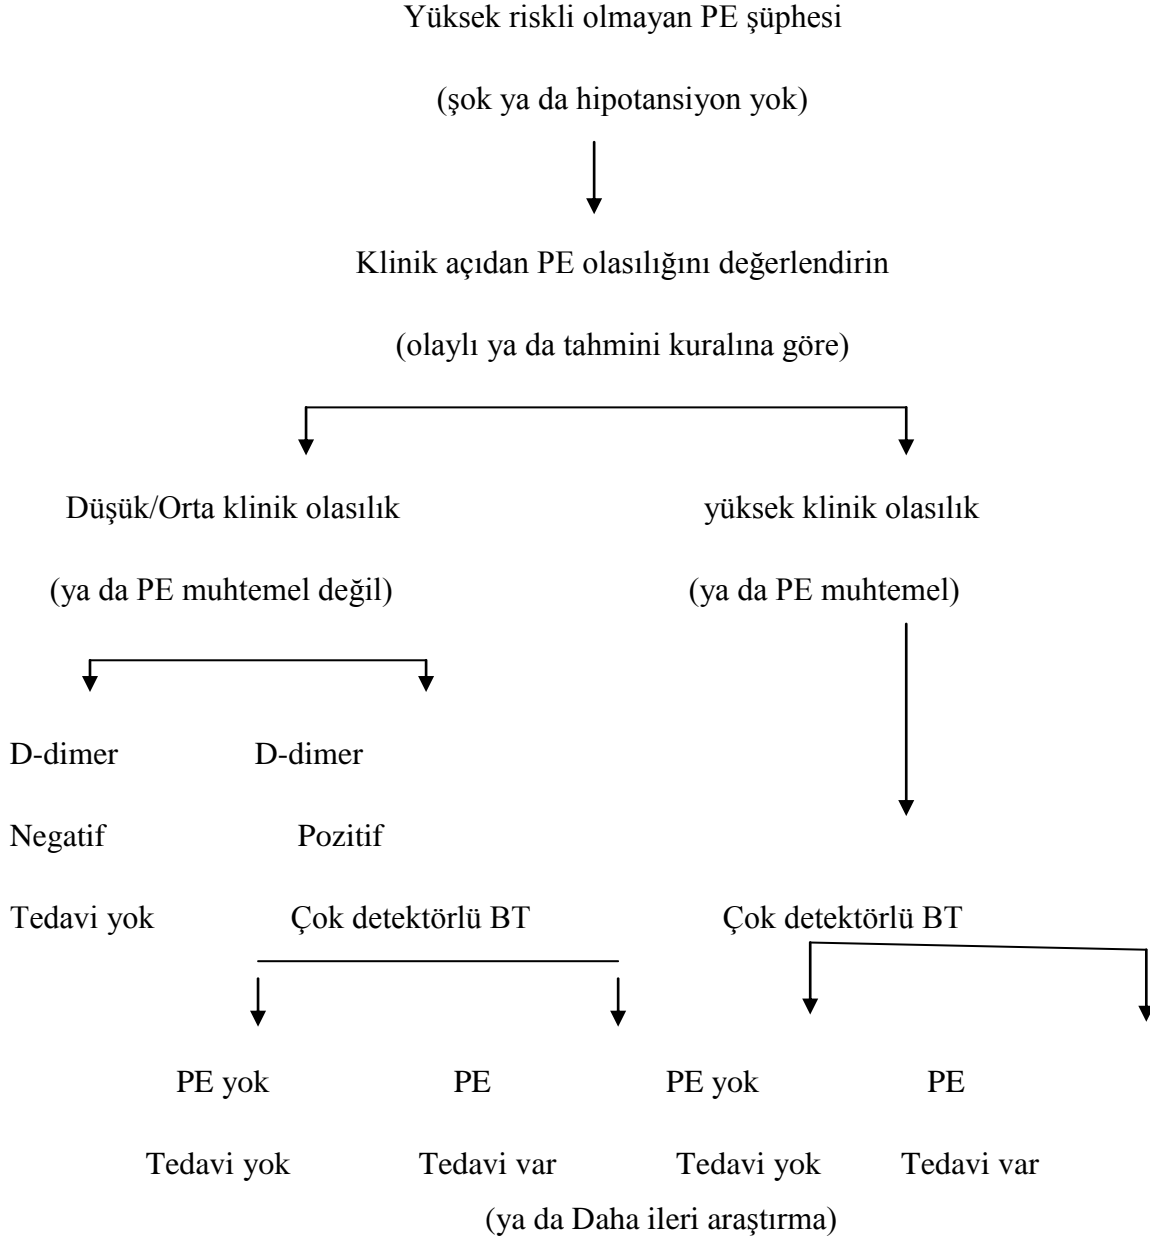 Yüksek riskli olmayan PE şüphesi
(şok ya da hipotansiyon yok)
Klinik açıdan PE olasılığını değerlendirin
(olaylı ya da tahmini kuralına göre)
Düşük/Orta klinik olasılık yüksek klinik olasılık
(ya da PE muhtemel değil) (ya da PE muhtemel)
D-dimer D-dimer
Negatif Pozitif
Tedavi yok Çok detektörlü BT Çok detektörlü BT
PE yok PE PE yok PE
Tedavi yok Tedavi var Tedavi yok Tedavi var
(ya da Daha ileri araştırma)